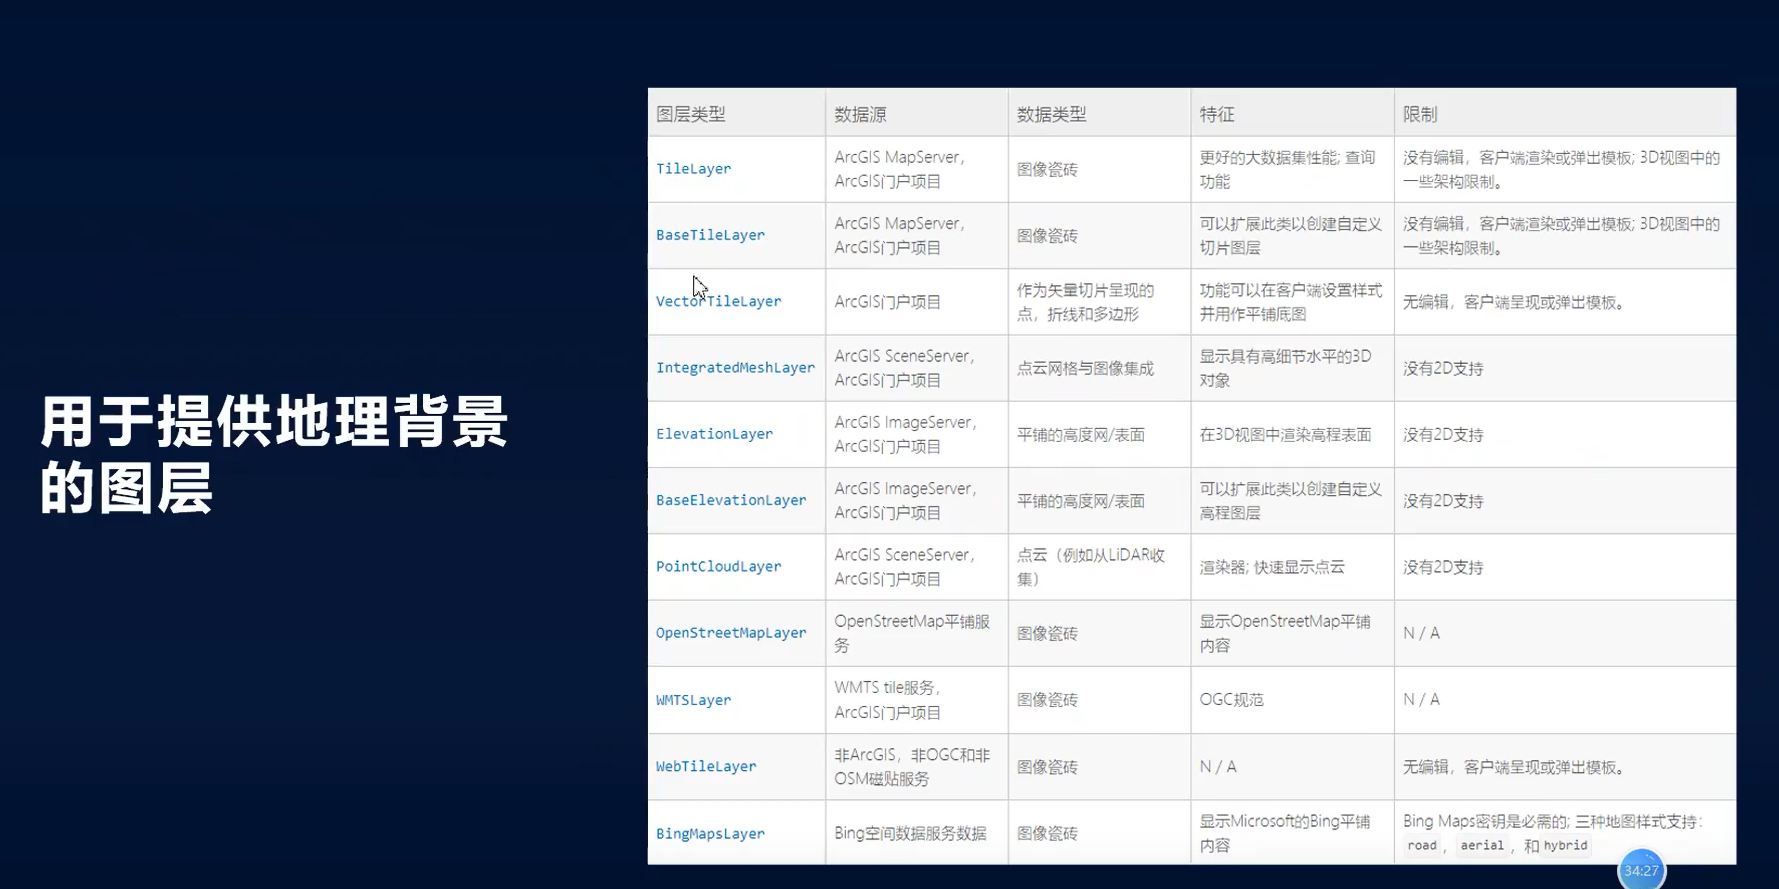 用于提供地理背景
的图层
图层类型 数据源 数据类型 特征 限制
TileLayer ArcGIS MapServer, 图像瓷砖 更好的大数据集性能; 查询 没有编辑，客户端渲染或弹出模板; 3D视图中的
ArcGIS门户项目 功能 一些架构限制。
BaseTileLayer ArcGIS MapServer, 图像瓷砖 可以扩展此类以创建自定义 没有编辑，客户端渲染或弹出模板; 3D视图中的
ArcGIS门户项目 切片图层 一些架构限制。
VectorTileLayer ArcGIS门户项目 作为矢量切片呈现的 功能可以在客户端设置样式 无编辑，客户端呈现或弹出模板。
点，折线和多边形 并用作平铺底图
IntegratedMeshLayer ArcGIS SceneServer, 点云网格与图像集成 显示具有高细节水平的3D 没有2D支持
ArcGIS门户项目 对象
ElevationLayer ArcGIS ImageServer, 平铺的高度网/表面 在3D视图中渲染高程表面 没有2D支持
ArcGIS门户项目
BaseElevationLayer ArcGIS ImageServer, 平铺的高度网/表面 可以扩展此类以创建自定义 没有2D支持
ArcGIS门户项目 高程图层
PointCloudLayer ArcGIS SceneServer, 点云（例如从LiDAR收 渲染器; 快速显示点云 没有2D支持
ArcGIS门户项目 集）
OpenStreetMapLayer OpenStreetMap平铺服 图像瓷砖 显示OpenStreetMap平铺 N / A
务 内容
WMTSLayer WMTS tile服务, 图像瓷砖 OGC规范 N / A
ArcGIS门户项目
WebTileLayer 非ArcGIS，非OGC和非 图像瓷砖 N / A 无编辑，客户端呈现或弹出模板。
OSM磁贴服务
BingMapsLayer Bing空间数据服务数据 图像瓷砖 显示Microsoft的Bing平铺 Bing Maps密钥是必需的; 三种地图样式支持：
内容 road，aerial，和hybrid
34:27